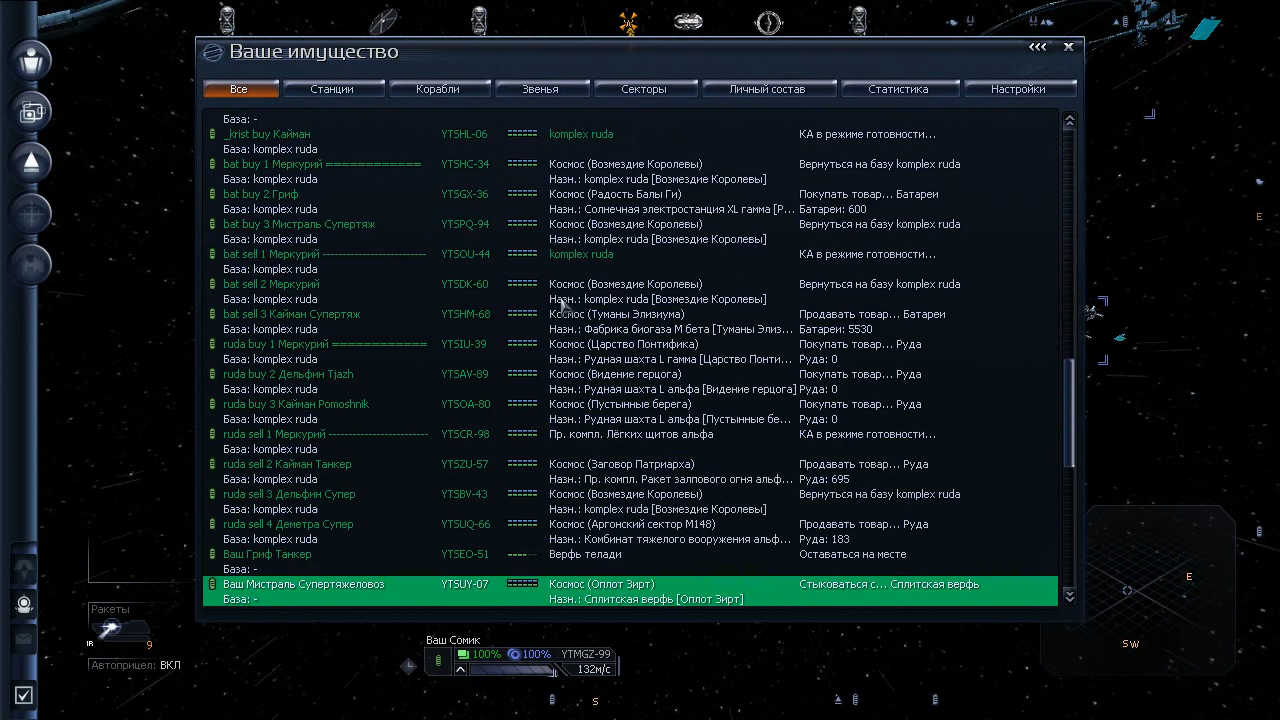 Ваше имущество
Все Станции Корабли Звенья Секторы Личный состав Статистика Настройки
База: -
_krist buy Кайман YTSHL-06 komplex ruda КА в режиме готовности...
База: komplex ruda
bat buy 1 Меркурий ============ YTSHC-34 Космос (Возмездие Королевы) Вернуться на базу komplex ruda
База: komplex ruda Назн.: komplex ruda [Возмездие Королевы]
bat buy 2 Гриф YTSGX-36 Космос (Радость Балы Ги) Покупать товар... Батареи
База: komplex ruda Назн.: Солнечная электростанция XL гамма [Р... Батареи: 600
bat buy 3 Мистраль Супертяж YTSPQ-94 Космос (Возмездие Королевы) Вернуться на базу komplex ruda
База: komplex ruda Назн.: komplex ruda [Возмездие Королевы]
bat sell 1 Меркурий -------------------------- YTSOU-44 komplex ruda КА в режиме готовности...
База: komplex ruda
bat sell 2 Меркурий YTSDK-60 Космос (Возмездие Королевы) Вернуться на базу komplex ruda
База: komplex ruda Назн.: komplex ruda [Возмездие Королевы]
bat sell 3 Кайман Супертяж YTSHM-68 Космос (Туманы Элизиума) Продавать товар... Батареи
База: komplex ruda Назн.: Фабрика биогаза M бета [Туманы Элиз... Батареи: 5530
ruda buy 1 Меркурий ============ YTSIU-39 Космос (Царство Понтифика) Покупать товар... Руда
База: komplex ruda Назн.: Рудная шахта L гамма [Царство Понти... Руда: 0
ruda buy 2 Дельфин Tjazh YTSAV-89 Космос (Видение герцога) Покупать товар... Руда
База: komplex ruda Назн.: Рудная шахта L альфа [Видение герцога] Руда: 0
ruda buy 3 Кайман Pomoshnik YTSOA-80 Космос (Пустынные берега) Покупать товар... Руда
База: komplex ruda Назн.: Рудная шахта L альфа [Пустынные бе... Руда: 0
ruda sell 1 Меркурий ------------------------- YTSCR-98 Пр. компл. Лёгких щитов альфа КА в режиме готовности...
База: komplex ruda
ruda sell 2 Кайман Танкер YTSZU-57 Космос (Заговор Патриарха) Продавать товар... Руда
База: komplex ruda Назн.: Пр. компл. Ракет залпового огня альф... Руда: 695
ruda sell 3 Дельфин Супер YTSBV-43 Космос (Возмездие Королевы) Вернуться на базу komplex ruda
База: komplex ruda Назн.: komplex ruda [Возмездие Королевы]
ruda sell 4 Деметра Супер YTSUQ-66 Космос (Аргонский сектор M148) Продавать товар... Руда
База: komplex ruda Назн.: Комбинат тяжелого вооружения альф... Руда: 183
Ваш Гриф Танкер YTSEO-51 Верфь телади Оставаться на месте
База: -
Ваш Мистраль Супертяжеловоз YTSUY-07 Космос (Оплот Зирт) Стыковаться с... Сплитская верфь
База: - Назн.: Сплитская верфь [Оплот Зирт]
E
E
SW
S
Ракеты
IR 9
Автоприцел: ВКЛ
Ваш Сомик
100% 100% YTMGZ-99
132м/с